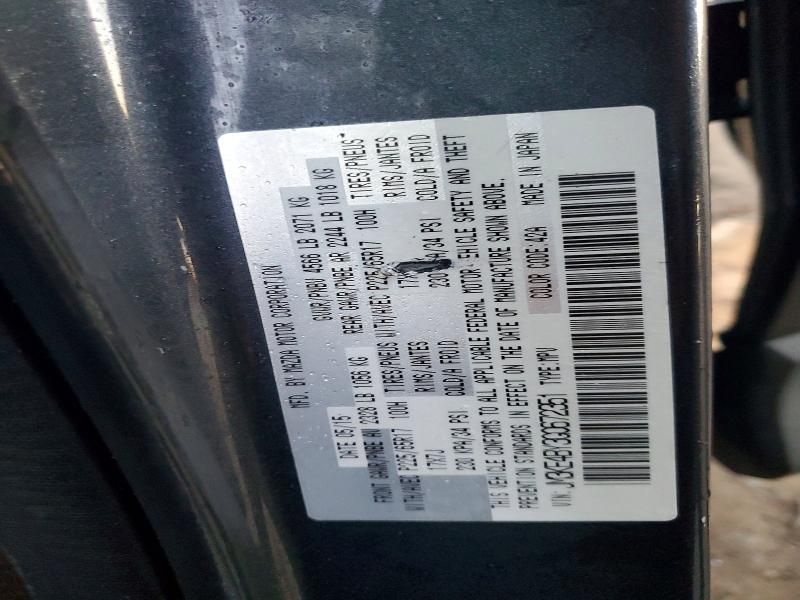 MFD. BY MAZDA MOTOR CORPORATION
DATE 05/15 GVWR/PNBV 4566 LB 2071 KG
FRONT GAWR/PNBE AV 2328 LB 1056 KG REAR GAWR/PNBE AR 2244 LB 1018 KG
WITH/AVEC P225/65R17 100H TIRES/PNEUS WITH/AVEC P225/65R17 100H TIRES/PNEUS
17X7J RIMS/JANTES RIMS/JANTES
230 KPA/34 PSI COLD/A FROID /34 PSI COLD/A FROID
THIS VEHICLE CONFORMS TO ALL APPLICABLE FEDERAL MOTOR VEHICLE SAFETY AND THEFT
PREVENTION STANDARDS IN EFFECT ON THE DATE OF MANUFACTURE SHOWN ABOVE.
VIN: TYPE:MPV COLOR CODE:42A MADE IN JAPAN